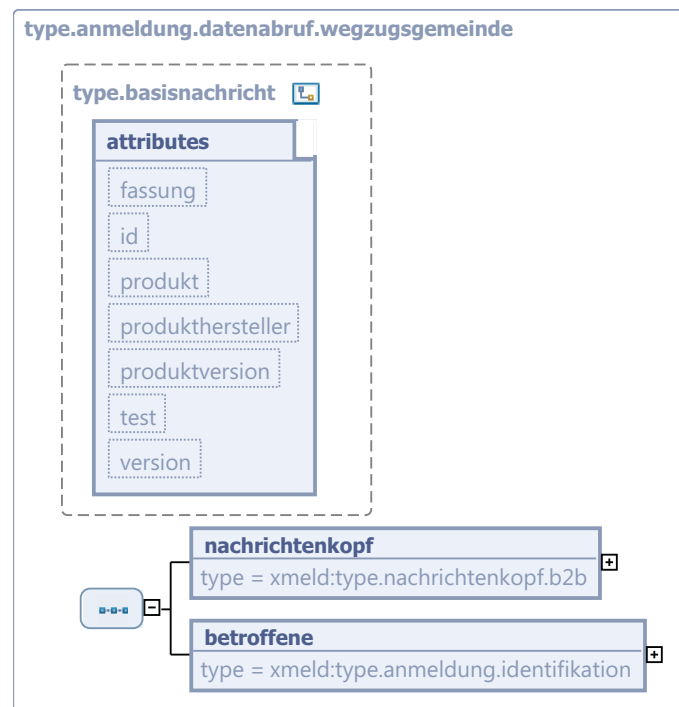 type.anmeldung.datenabruf.wegzugsgemeinde
type.basisnachricht
attributes
fassung
id
produkt
produkthersteller
produktversion
test
version
nachrichtenkopf
type = xmeld:type.nachrichtenkopf.b2b
betroffene
type = xmeld:type.anmeldung.identifikation